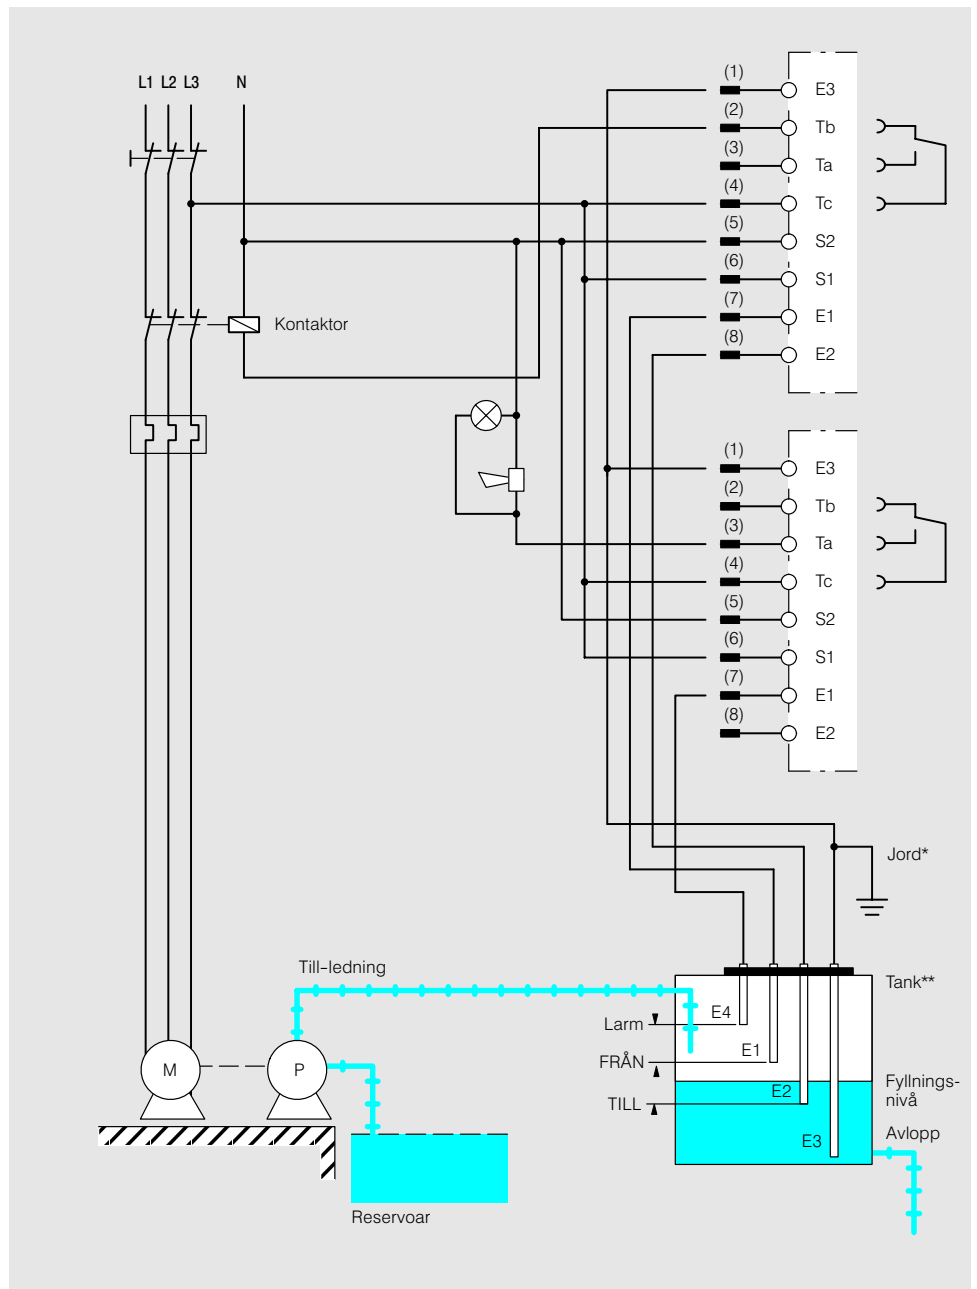 L1 L2 L3 N
(1) E3
(2) Tb
(3) Ta
(4) Tc
(5) S2
(6) S1
(7) E1
(8) E2
Kontaktor
(1) E3
(2) Tb
(3) Ta
(4) Tc
(5) S2
(6) S1
(7) E1
(8) E2
Jord*
Till-ledning
Tank**
E4
Larm
E1
FRÅN
E2
TILL
E3
Fyllnings-
nivå
Avlopp
M
P
Reservoar